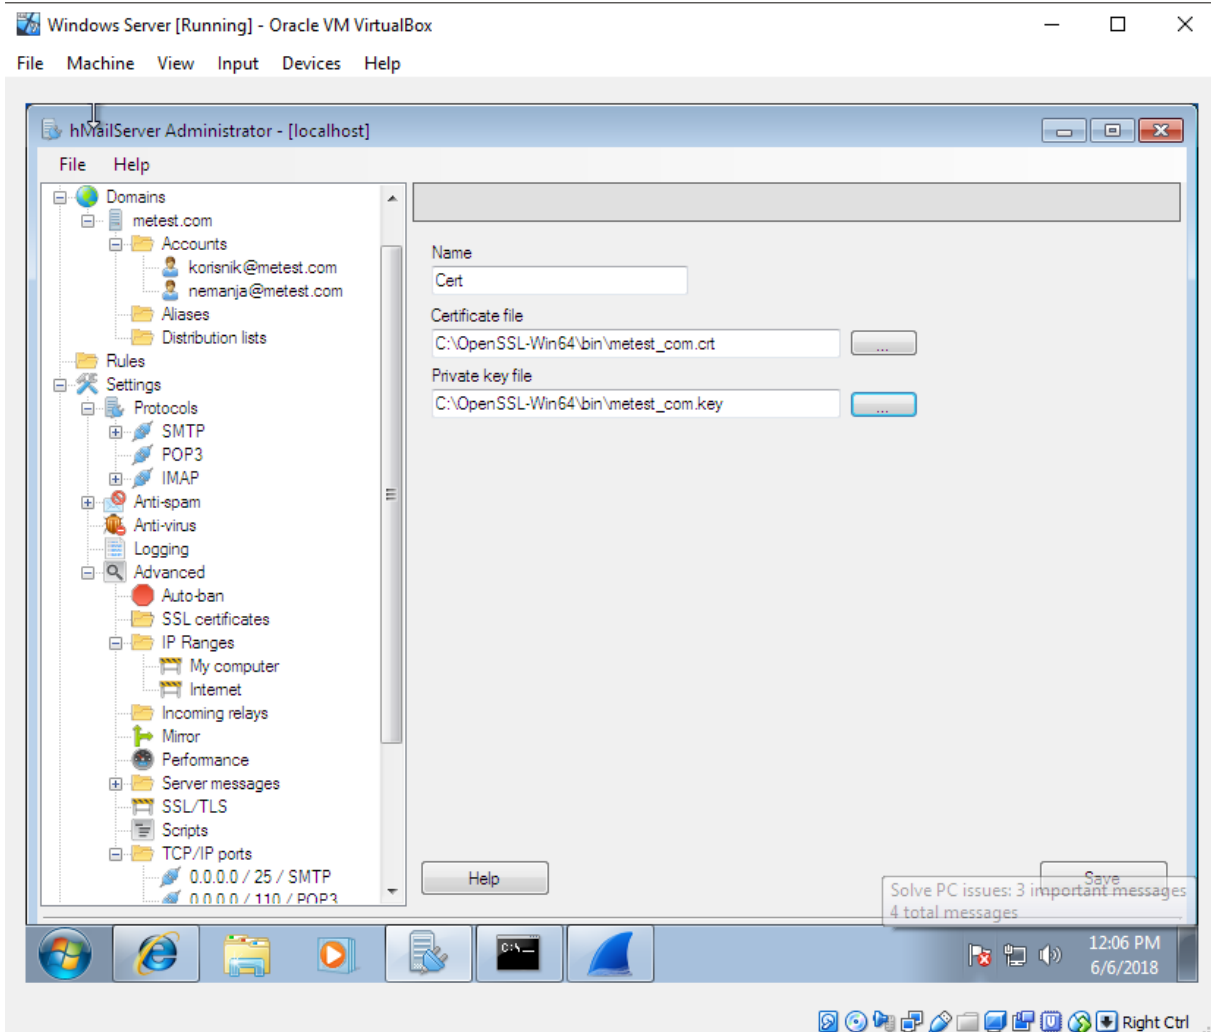 Windows Server [Running] - Oracle VM VirtualBox
File Machine View Input Devices Help
hMailServer Administrator - [localhost]
File Help
Domains
metest.com
Accounts
korisnik@metest.com
nemanja@metest.com
Aliases
Distribution lists
Rules
Settings
Protocols
SMTP
POP3
IMAP
Anti-spam
Anti-virus
Logging
Advanced
Auto-ban
SSL certificates
IP Ranges
My computer
Internet
Incoming relays
Mirror
Performance
Server messages
SSL/TLS
Scripts
TCP/IP ports
0.0.0.0 / 25 / SMTP
0.0.0.0 / 110 / POP3
Name
Cert
Certificate file
C:\OpenSSL-Win64\bin\metest_com.crt
...
Private key file
C:\OpenSSL-Win64\bin\metest_com.key
...
Help
Save
Solve PC issues: 3 important messages
4 total messages
C:\
12:06 PM
6/6/2018
Right Ctrl